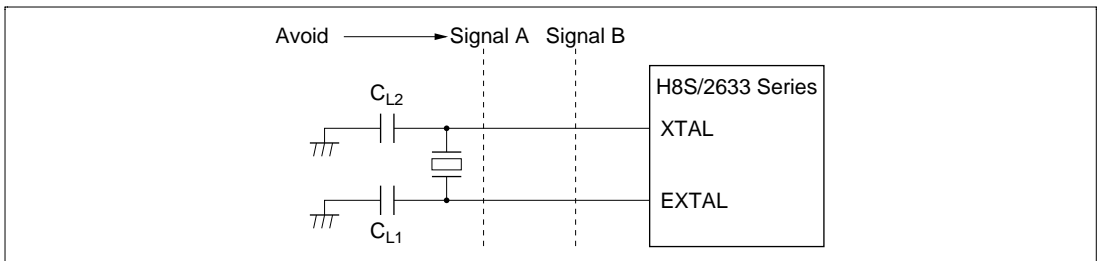 Avoid Signal A Signal B
H8S/2633 Series
CL2
XTAL
EXTAL
CL1